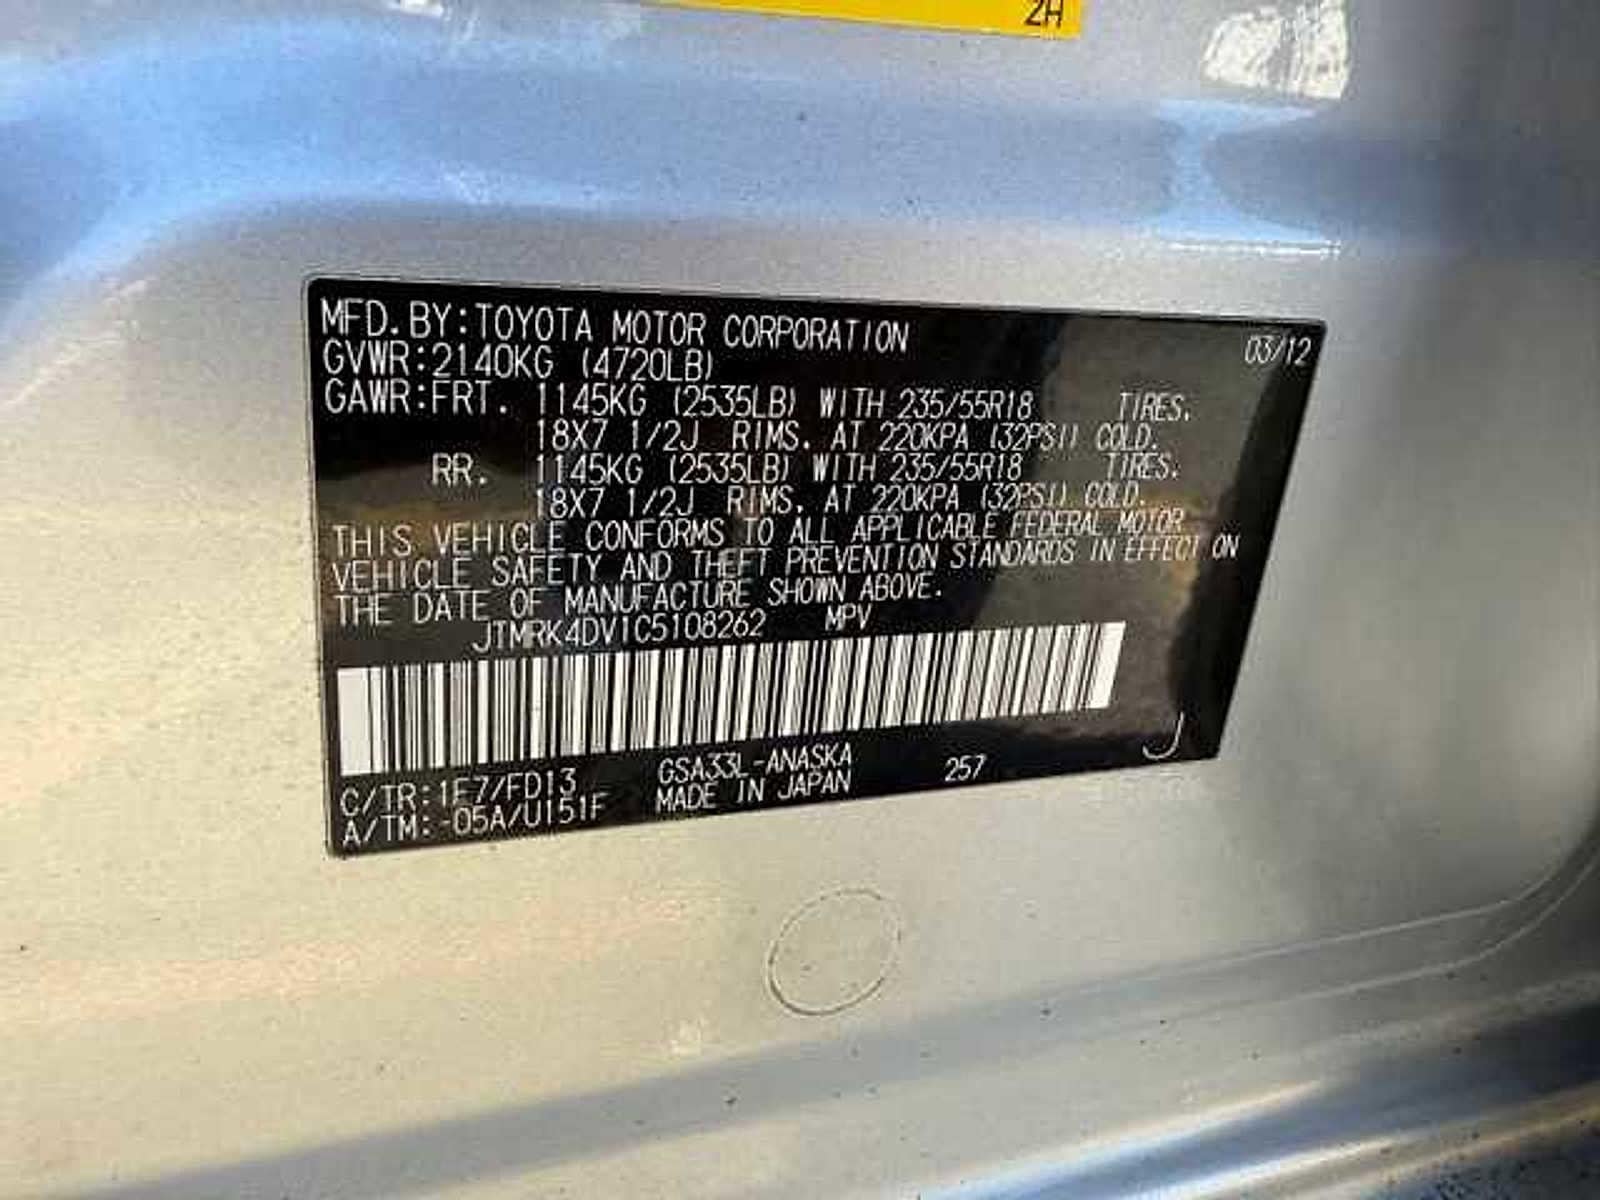 2H
MFD. BY:TOYOTA MOTOR CORPORATION 03/12
GVWR:2140KG (4720LB)
GAWR:FRT. 1145KG (2535LB) WITH 235/55R18 TIRES.
18X7 1/2J RIMS. AT 220KPA (32PSI) COLD.
RR. 1145KG (2535LB) WITH 235/55R18 TIRES.
18X7 1/2J RIMS. AT 220KPA (32PSI) COLD.
THIS VEHICLE CONFORMS TO ALL APPLICABLE FEDERAL MOTOR
VEHICLE SAFETY AND THEFT PREVENTION STANDARDS IN EFFECT ON
THE DATE OF MANUFACTURE SHOWN ABOVE.
JTMRK4DV1C5108262 MPV
C/TR:1F7/FD13 GSA33L-ANASKA 257 J
A/TM:-05A/U151F MADE IN JAPAN